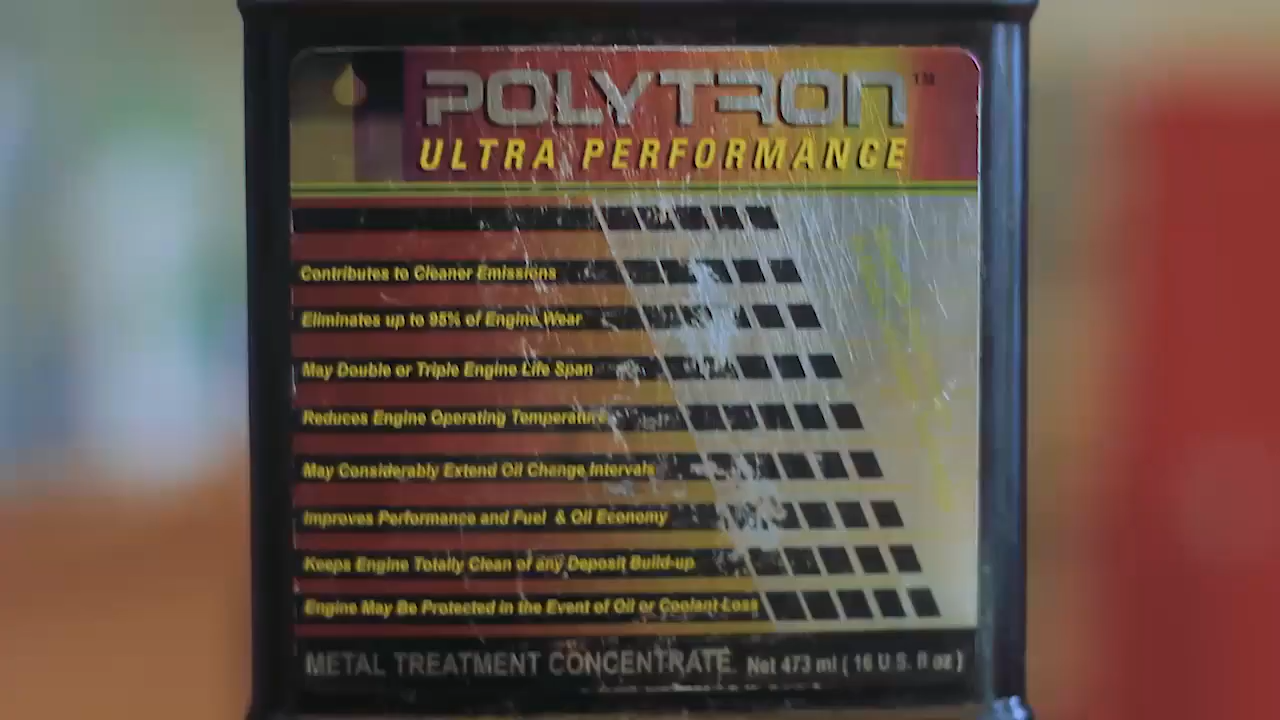 POLYTRON™
ULTRA PERFORMANCE
Contributes to Cleaner Emissions
Eliminates up to 95% of Engine Wear
May Double or Triple Engine Life Span
Reduces Engine Operating Temperature
May Considerably Extend Oil Change Intervals
Improves Performance and Fuel & Oil Economy
Keeps Engine Totally Clean of any Deposit Build-up
Engine May Be Protected in the Event of Oil or Coolant Loss
METAL TREATMENT CONCENTRATE Net 473 ml ( 16 U.S. fl oz )